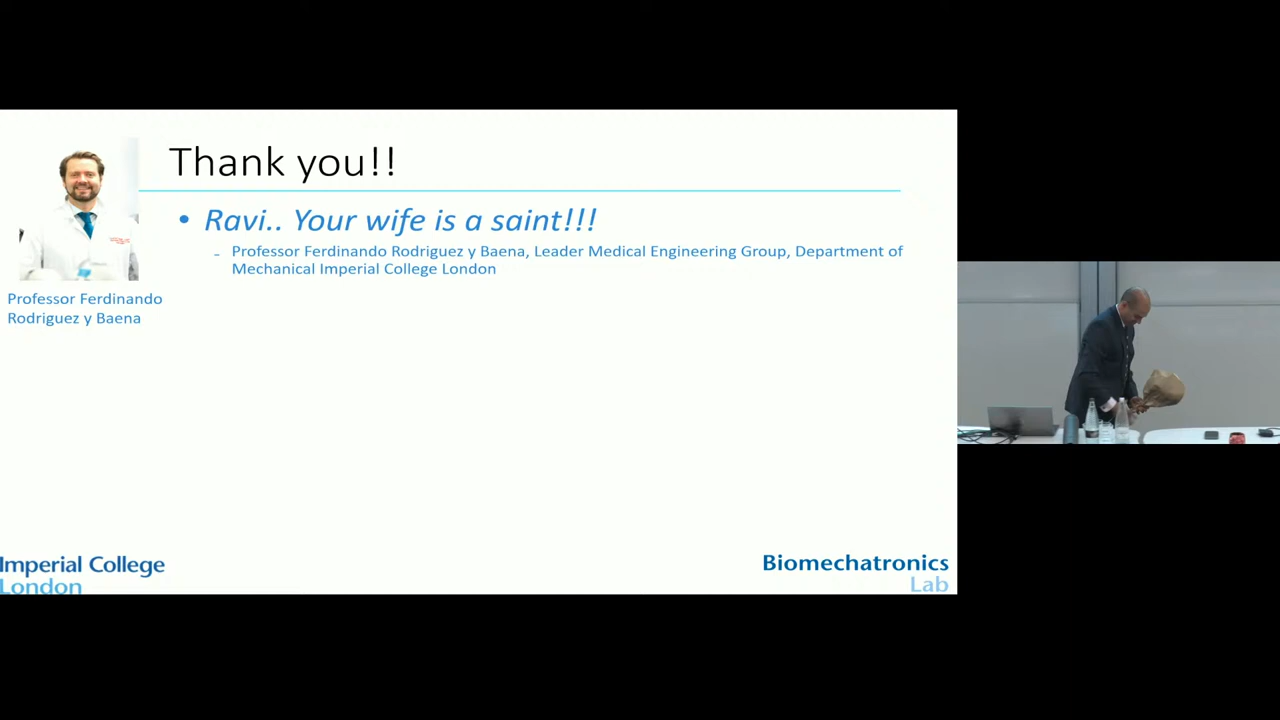 Thank you!!
• Ravi.. Your wife is a saint!!!
- Professor Ferdinando Rodriguez y Baena, Leader Medical Engineering Group, Department of
Mechanical Imperial College London
Professor Ferdinando
Rodriguez y Baena
Imperial College
London
Biomechatronics
Lab